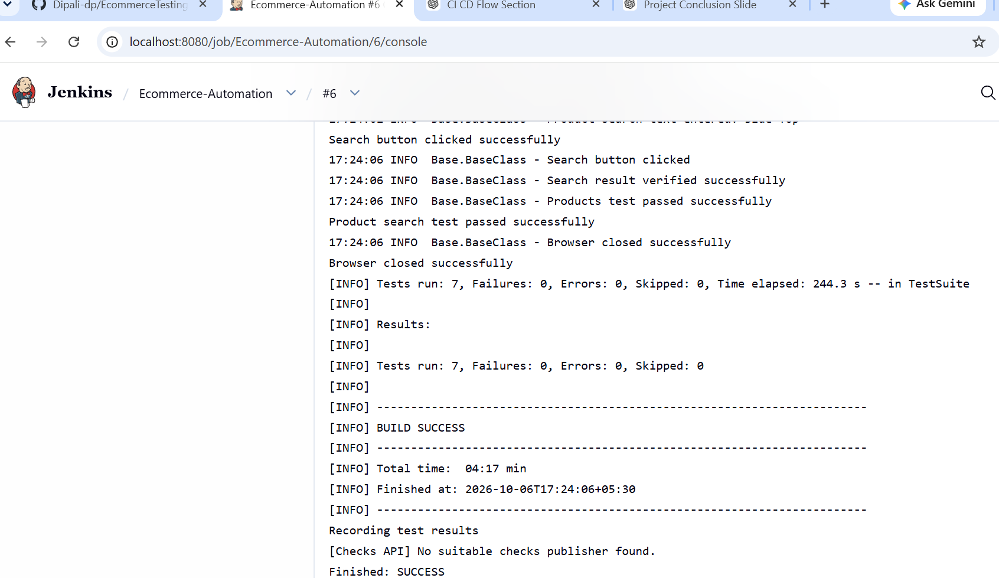 Dipali-dp/EcommerceTesting
Ecommerce-Automation #6
CI CD Flow Section
Project Conclusion Slide
Ask Gemini
localhost:8080/job/Ecommerce-Automation/6/console
Jenkins / Ecommerce-Automation / #6
Search button clicked successfully
17:24:06 INFO  Base.BaseClass - Search button clicked
17:24:06 INFO  Base.BaseClass - Search result verified successfully
17:24:06 INFO  Base.BaseClass - Products test passed successfully
Product search test passed successfully
17:24:06 INFO  Base.BaseClass - Browser closed successfully
Browser closed successfully
[INFO] Tests run: 7, Failures: 0, Errors: 0, Skipped: 0, Time elapsed: 244.3 s -- in TestSuite
[INFO]
[INFO] Results:
[INFO]
[INFO] Tests run: 7, Failures: 0, Errors: 0, Skipped: 0
[INFO]
[INFO] ------------------------------------------------------------------------
[INFO] BUILD SUCCESS
[INFO] ------------------------------------------------------------------------
[INFO] Total time:  04:17 min
[INFO] Finished at: 2026-10-06T17:24:06+05:30
[INFO] ------------------------------------------------------------------------
Recording test results
[Checks API] No suitable checks publisher found.
Finished: SUCCESS